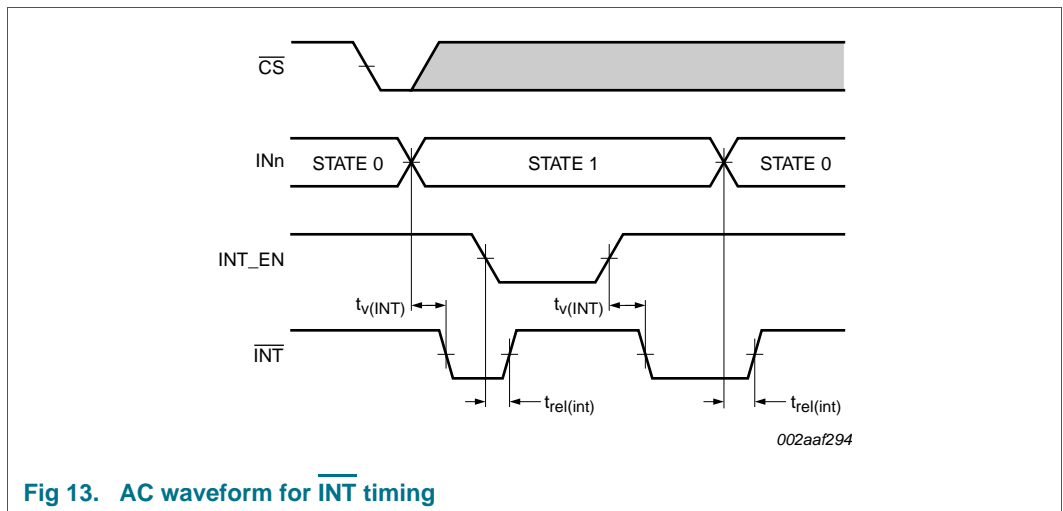 CS
INn STATE 0 STATE 1 STATE 0
INT_EN
tv(INT) tv(INT)
INT
trel(int) trel(int)
002aaf294
Fig 13. AC waveform for INT timing